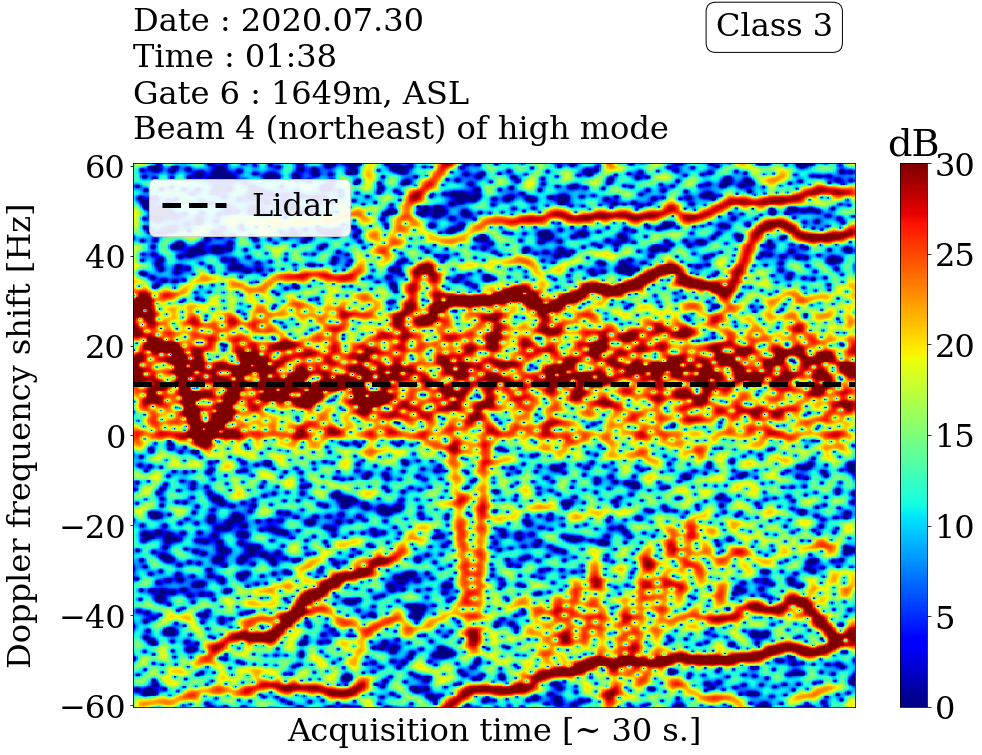 Date : 2020.07.30
Time : 01:38
Gate 6 : 1649m, ASL
Beam 4 (northeast) of high mode
Class 3
dB
Lidar
Doppler frequency shift [Hz]
60
40
20
0
−20
−40
−60
30
25
20
15
10
5
0
Acquisition time [~ 30 s.]